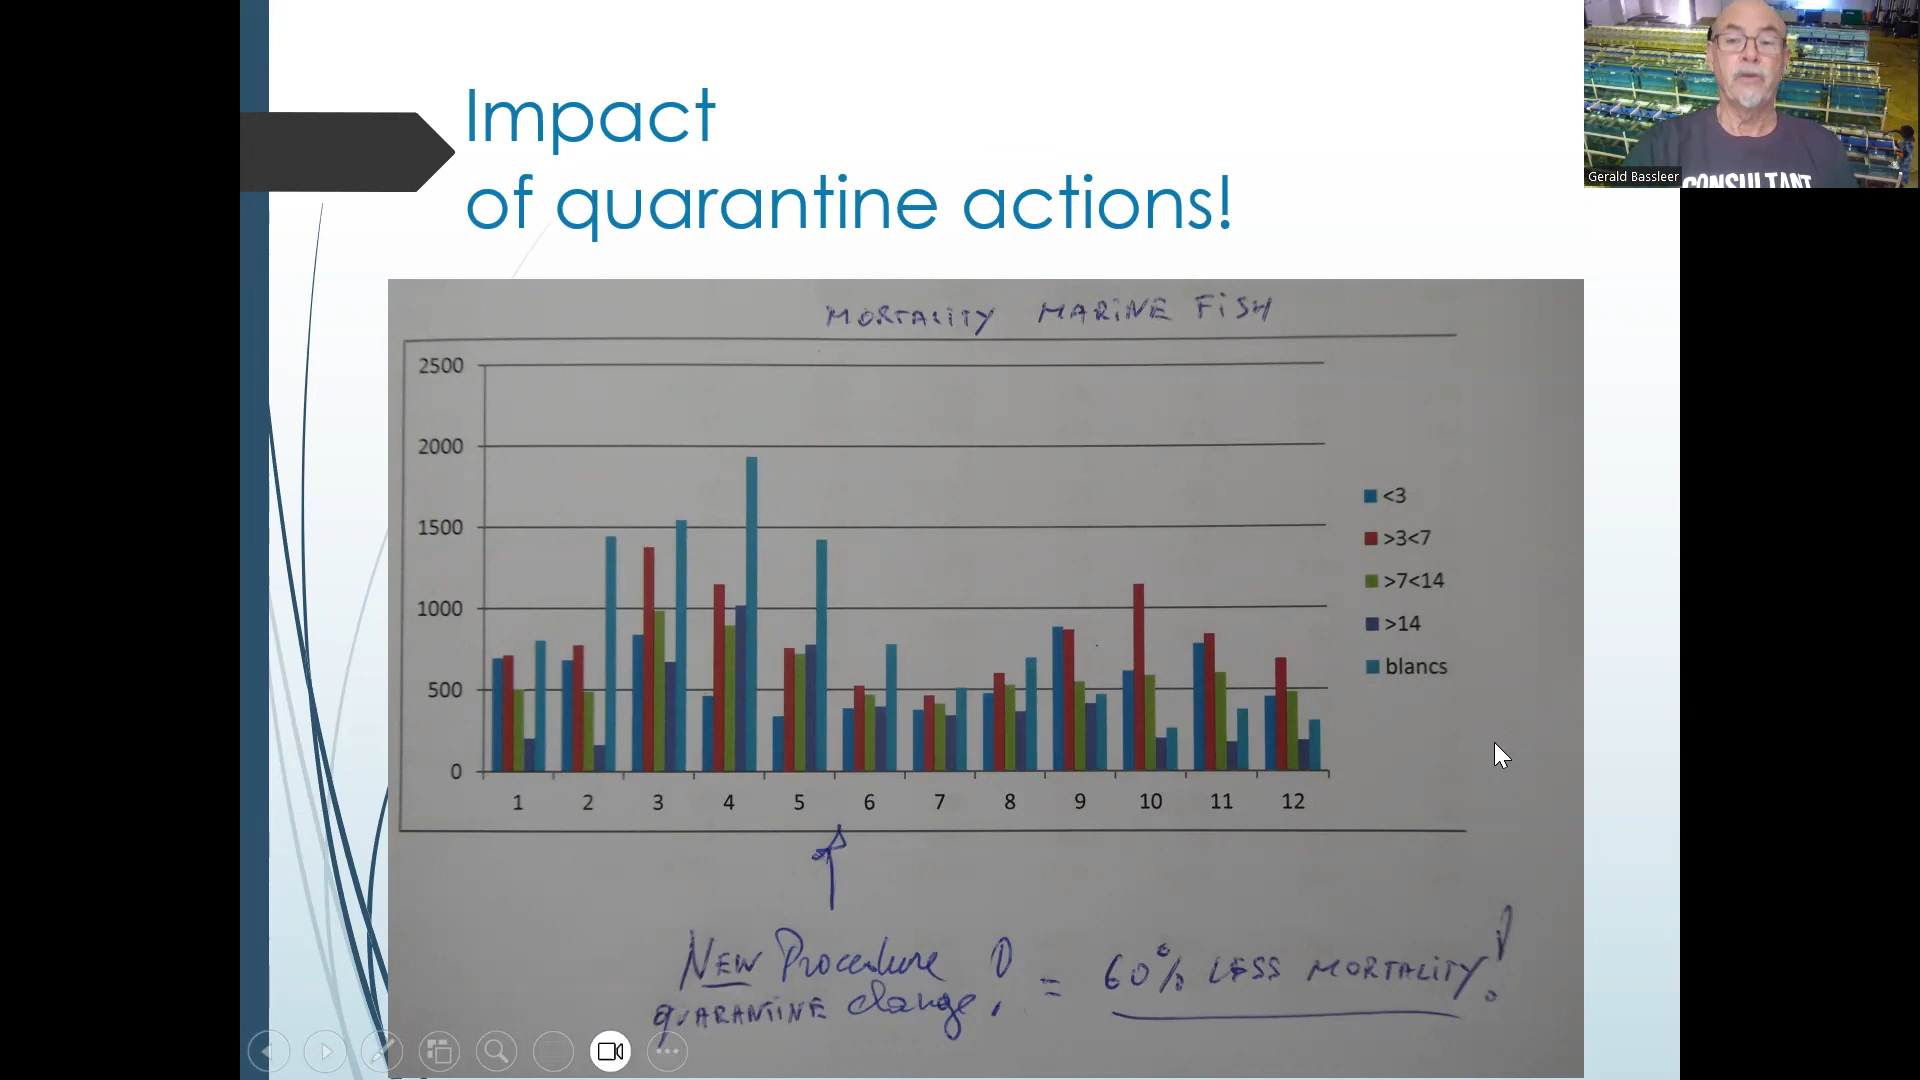 Impact
of quarantine actions!
Gerald Bassleer
CONSULTANT
MORTALITY MARINE FISH
2500
2000
1500
1000
500
0
1 2 3 4 5 6 7 8 9 10 11 12
<3
>3<7
>7<14
>14
blancs
NEW Procedure
quarantine change! = 60% LESS MORTALITY!